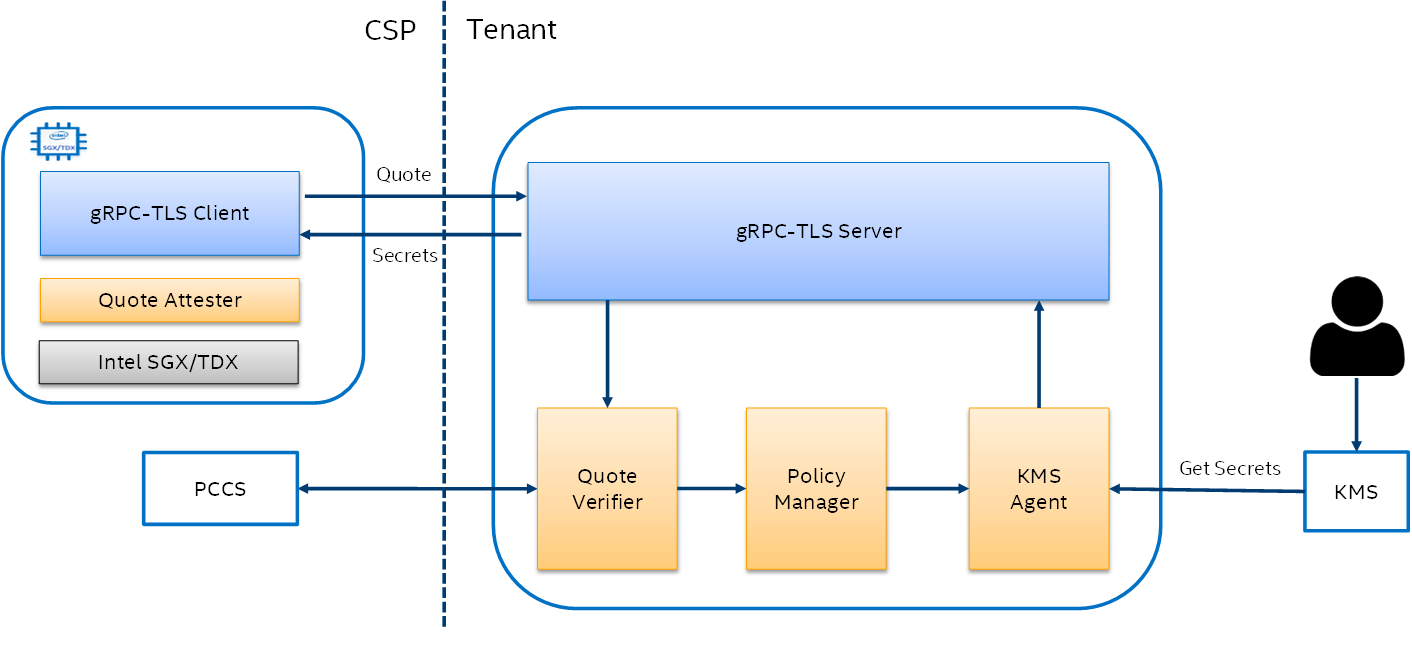 CSP
Tenant
intel
SGX/TDX
gRPC-TLS Client
Quote
Secrets
gRPC-TLS Server
Quote Attester
Intel SGX/TDX
PCCS
Quote
Verifier
Policy
Manager
KMS
Agent
Get Secrets
KMS